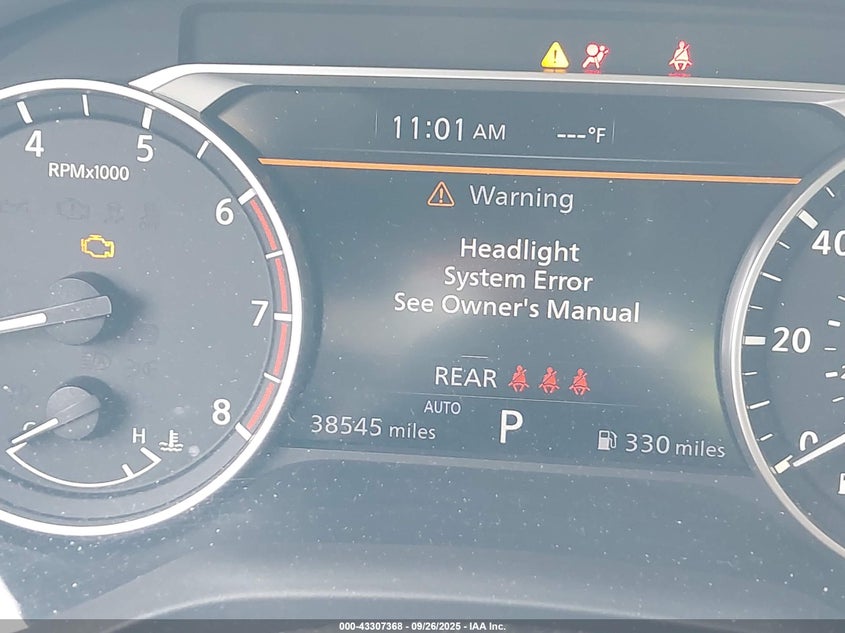 11:01 AM
---°F
4
5
RPMx1000
Warning
6
40
Headlight
System Error
See Owner's Manual
7
20
REAR
8
AUTO
H
38545 miles
P
330 miles
0
C
000-43307368 - 09/26/2025 - IAA Inc.